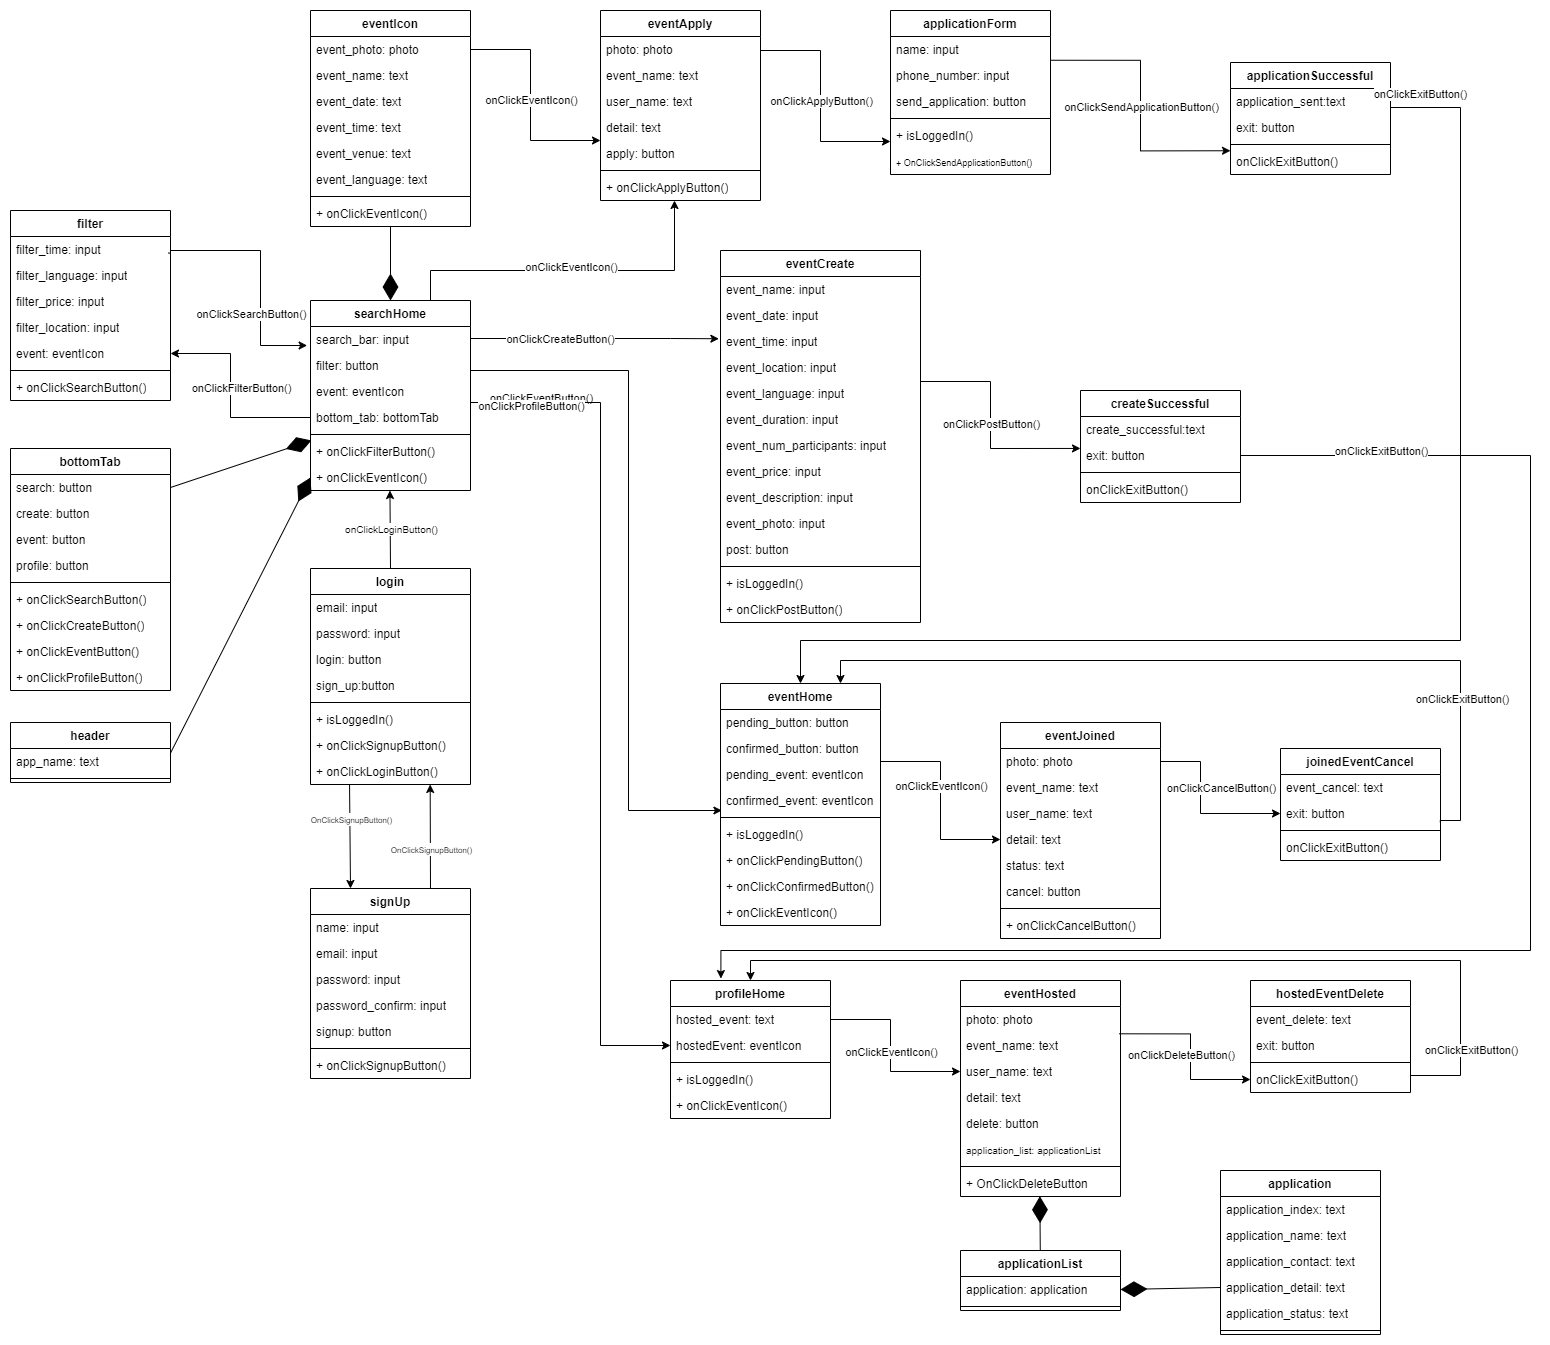 eventIcon
event_photo: photo
event_name: text
event_date: text
event_time: text
event_venue: text
event_language: text
+ onClickEventIcon()
onClickEventIcon()
eventApply
photo: photo
event_name: text
user_name: text
detail: text
apply: button
+ onClickApplyButton()
onClickApplyButton()
applicationForm
name: input
phone_number: input
send_application: button
+ isLoggedIn()
+ OnClickSendApplicationButton()
onClickSendApplicationButton()
applicationSuccessful
application_sent:text
exit: button
onClickExitButton()
onClickExitButton()
filter
filter_time: input
filter_language: input
filter_price: input
filter_location: input
event: eventIcon
+ onClickSearchButton()
onClickSearchButton()
onClickFilterButton()
onClickEventIcon()
searchHome
search_bar: input
filter: button
event: eventIcon
bottom_tab: bottomTab
+ onClickFilterButton()
+ onClickEventIcon()
onClickCreateButton()
onClickEventButton()
onClickProfileButton()
eventCreate
event_name: input
event_date: input
event_time: input
event_location: input
event_language: input
event_duration: input
event_num_participants: input
event_price: input
event_description: input
event_photo: input
post: button
+ isLoggedIn()
+ onClickPostButton()
onClickPostButton()
createSuccessful
create_successful:text
exit: button
onClickExitButton()
onClickExitButton()
bottomTab
search: button
create: button
event: button
profile: button
+ onClickSearchButton()
+ onClickCreateButton()
+ onClickEventButton()
+ onClickProfileButton()
header
app_name: text
onClickLoginButton()
login
email: input
password: input
login: button
sign_up:button
+ isLoggedIn()
+ onClickSignupButton()
+ onClickLoginButton()
OnClickSignupButton()
OnClickSignupButton()
signUp
name: input
email: input
password: input
password_confirm: input
signup: button
+ onClickSignupButton()
eventHome
pending_button: button
confirmed_button: button
pending_event: eventIcon
confirmed_event: eventIcon
+ isLoggedIn()
+ onClickPendingButton()
+ onClickConfirmedButton()
+ onClickEventIcon()
onClickEventIcon()
eventJoined
photo: photo
event_name: text
user_name: text
detail: text
status: text
cancel: button
+ onClickCancelButton()
onClickCancelButton()
joinedEventCancel
event_cancel: text
exit: button
onClickExitButton()
onClickExitButton()
profileHome
hosted_event: text
hostedEvent: eventIcon
+ isLoggedIn()
+ onClickEventIcon()
onClickEventIcon()
eventHosted
photo: photo
event_name: text
user_name: text
detail: text
delete: button
application_list: applicationList
+ OnClickDeleteButton
onClickDeleteButton()
hostedEventDelete
event_delete: text
exit: button
onClickExitButton()
onClickExitButton()
applicationList
application: application
application
application_index: text
application_name: text
application_contact: text
application_detail: text
application_status: text